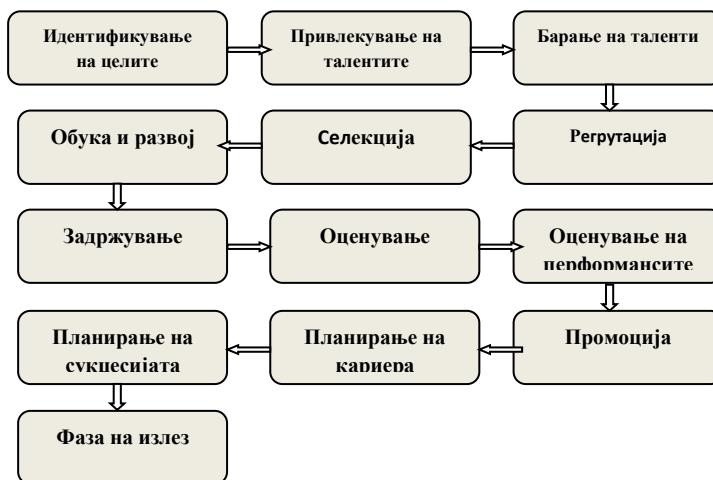 Идентификување
на целите
Привлекување на
талентите
Барање на таленти
Регрутација
Селекција
Обука и развој
Задржување
Оценување
Оценување на
перформансите
Промоција
Планирање на
кариера
Планирање на
сукцесијата
Фаза на излез